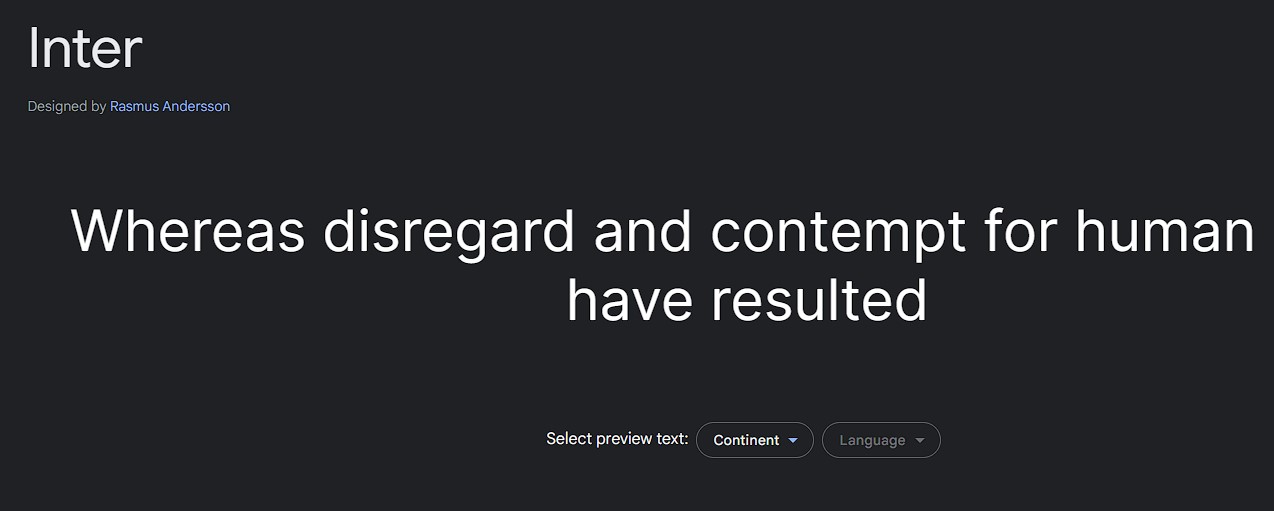 Inter
Designed by Rasmus Andersson
Whereas disregard and contempt for human
have resulted
Select preview text: Continent Language